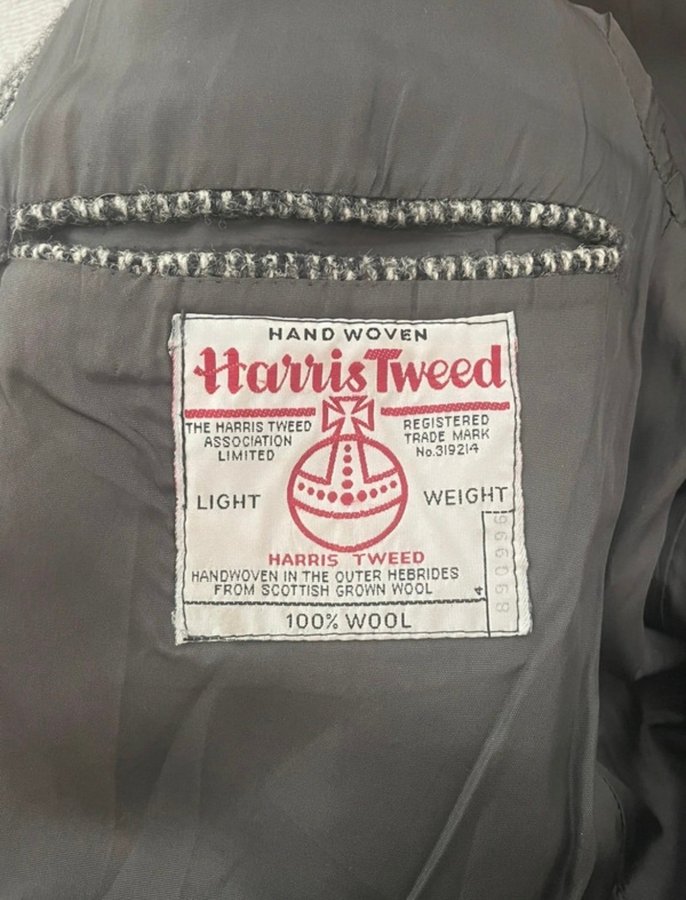 HAND WOVEN
Harris Tweed
THE HARRIS TWEED
ASSOCIATION
LIMITED
REGISTERED
TRADE MARK
No.319214
LIGHT WEIGHT
HARRIS TWEED
HANDWOVEN IN THE OUTER HEBRIDES
FROM SCOTTISH GROWN WOOL
4
100% WOOL